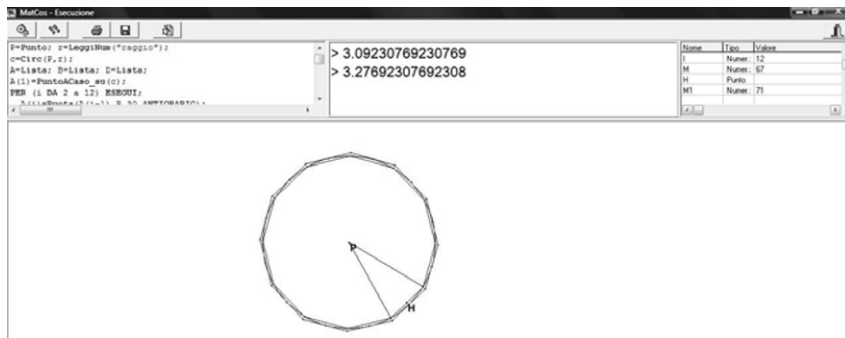 MatCos - Esecuzione
P=Punto; r=LeggiNum("raggio");
c=Circ(P,r);
A=Lista; B=Lista; D=Lista;
A(1)=PuntoACaso_su(c);
PER (i DA 2 a 12) ESEGUI;
> 3.09230769230769
> 3.27692307692308
Nome Tipo Valore
I Numer. 12
M Numer. 67
H Punto
M1 Numer. 71
P
H